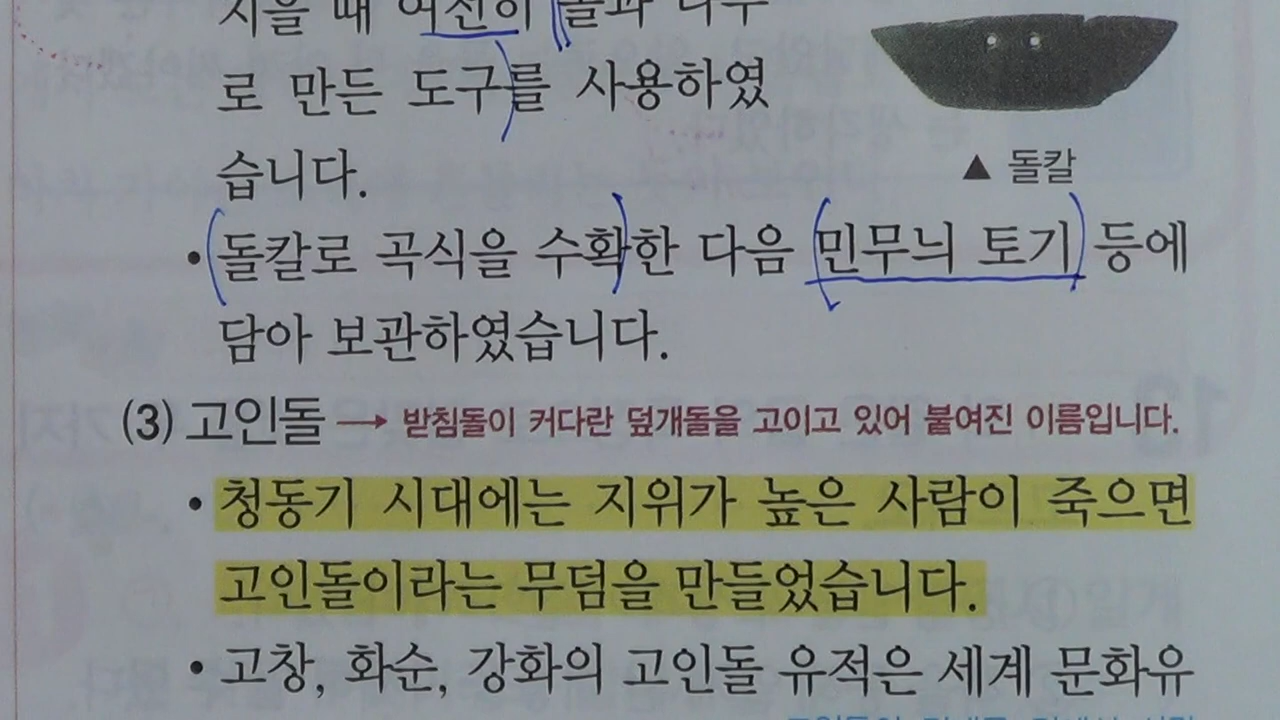 지을 때 여전히 돌과 나무
로 만든 도구를 사용하였
습니다.
▲ 돌칼
• 돌칼로 곡식을 수확한 다음 민무늬 토기 등에
담아 보관하였습니다.
(3) 고인돌 → 받침돌이 커다란 덮개돌을 고이고 있어 붙여진 이름입니다.
• 청동기 시대에는 지위가 높은 사람이 죽으면
고인돌이라는 무덤을 만들었습니다.
• 고창, 화순, 강화의 고인돌 유적은 세계 문화유